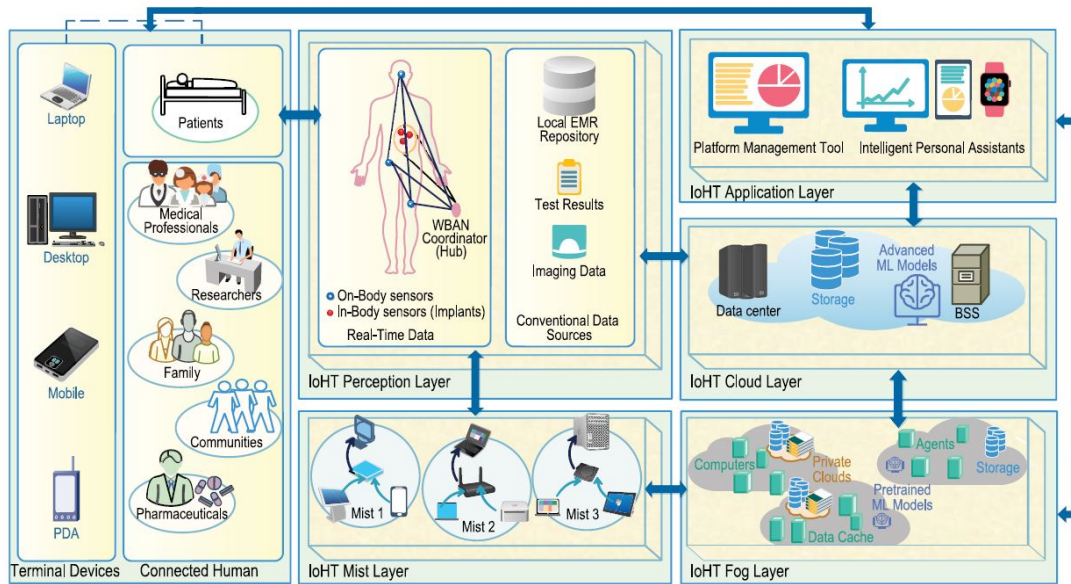 Laptop
Desktop
Mobile
PDA
Terminal Devices
Patients
Medical
Professionals
Researchers
Family
Communities
Pharmaceuticals
Connected Human
WBAN
Coordinator
(Hub)
On-Body sensors
In-Body sensors (Implants)
Real-Time Data
Local EMR
Repository
Test Results
Imaging Data
Conventional Data
Sources
IoHT Perception Layer
Platform Management Tool
Intelligent Personal Assistants
IoHT Application Layer
Data center
Storage
Advanced
ML Models
BSS
IoHT Cloud Layer
Mist 1
Mist 2
Mist 3
IoHT Mist Layer
Computers
Private
Clouds
Agents
Storage
Pretrained
ML Models
Data Cache
IoHT Fog Layer